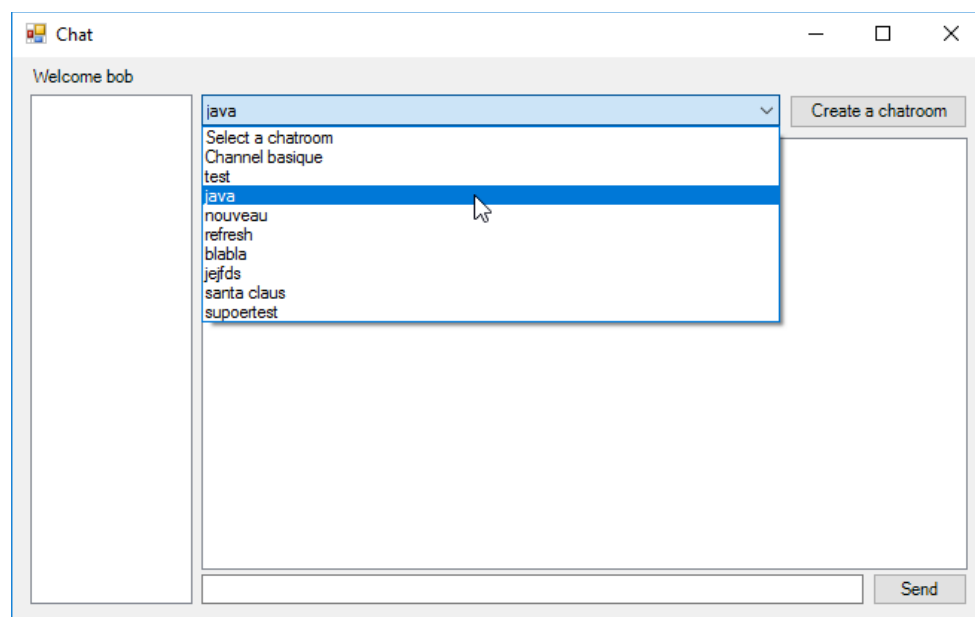 Chat
Welcome bob
java
Create a chatroom
Select a chatroom
Channel basique
test
java
nouveau
refresh
blabla
jejfds
santa claus
supoertest
Send